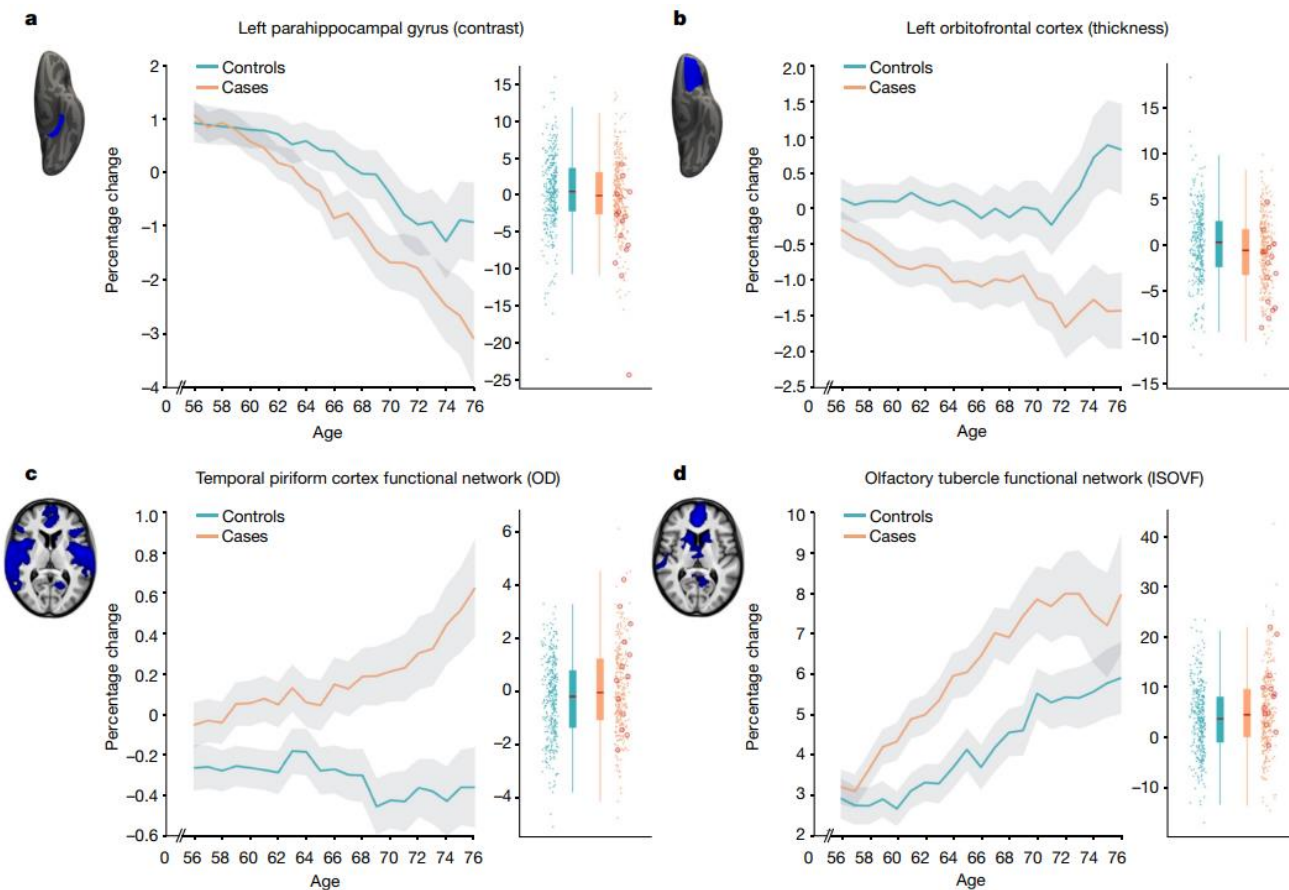 a
Left parahippocampal gyrus (contrast)
Controls
Cases
Percentage change
2
1
0
−1
−2
−3
−4
0 56 58 60 62 64 66 68 70 72 74 76
Age
15
10
5
0
−5
−10
−15
−20
−25
b
Left orbitofrontal cortex (thickness)
Controls
Cases
Percentage change
2.0
1.5
1.0
0.5
0
−0.5
−1.0
−1.5
−2.0
−2.5
0 56 58 60 62 64 66 68 70 72 74 76
Age
15
10
5
0
−5
−10
−15
c
Temporal piriform cortex functional network (OD)
Controls
Cases
Percentage change
1.0
0.8
0.6
0.4
0.2
0
−0.2
−0.4
−0.6
0 56 58 60 62 64 66 68 70 72 74 76
Age
6
4
2
0
−2
−4
d
Olfactory tubercle functional network (ISOVF)
Controls
Cases
Percentage change
10
9
8
7
6
5
4
3
2
0 56 58 60 62 64 66 68 70 72 74 76
Age
40
30
20
10
0
−10